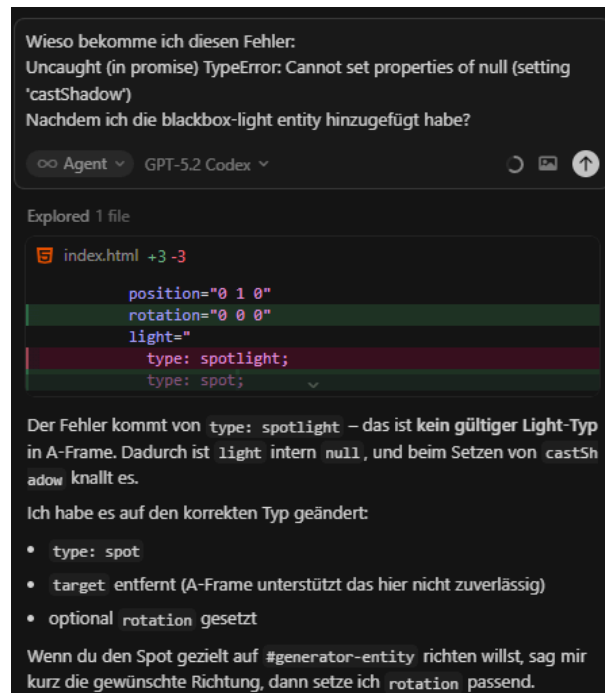 Wieso bekomme ich diesen Fehler:
Uncaught (in promise) TypeError: Cannot set properties of null (setting
'castShadow')
Nachdem ich die blackbox-light entity hinzugefügt habe?
Agent GPT-5.2 Codex
Explored 1 file
index.html +3 -3
position="0 1 0"
rotation="0 0 0"
light="
type: spotlight;
type: spot;
Der Fehler kommt von type: spotlight – das ist kein gültiger Light-Typ
in A-Frame. Dadurch ist light intern null, und beim Setzen von castSh
adow knallt es.
Ich habe es auf den korrekten Typ geändert:
• type: spot
• target entfernt (A-Frame unterstützt das hier nicht zuverlässig)
• optional rotation gesetzt
Wenn du den Spot gezielt auf #generator-entity richten willst, sag mir
kurz die gewünschte Richtung, dann setze ich rotation passend.